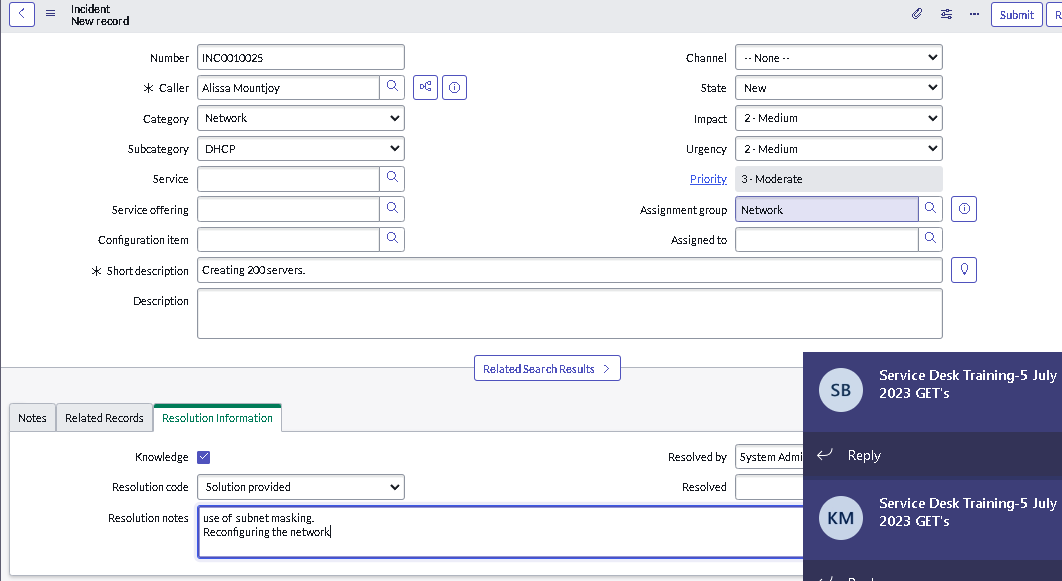 Incident
New record
Submit
R
Number INC0010025
Channel -- None --
Caller Alissa Mountjoy
State New
Category Network
Impact 2 - Medium
Subcategory DHCP
Urgency 2 - Medium
Service
Priority 3 - Moderate
Service offering
Assignment group Network
Configuration item
Assigned to
Short description Creating 200 servers.
Description
Related Search Results
Notes Related Records Resolution Information
Knowledge
Resolved by System Admi
Resolution code Solution provided
Resolved
Resolution notes use of subnet masking.
Reconfiguring the network
SB Service Desk Training-5 July
2023 GET's
Reply
KM Service Desk Training-5 July
2023 GET's